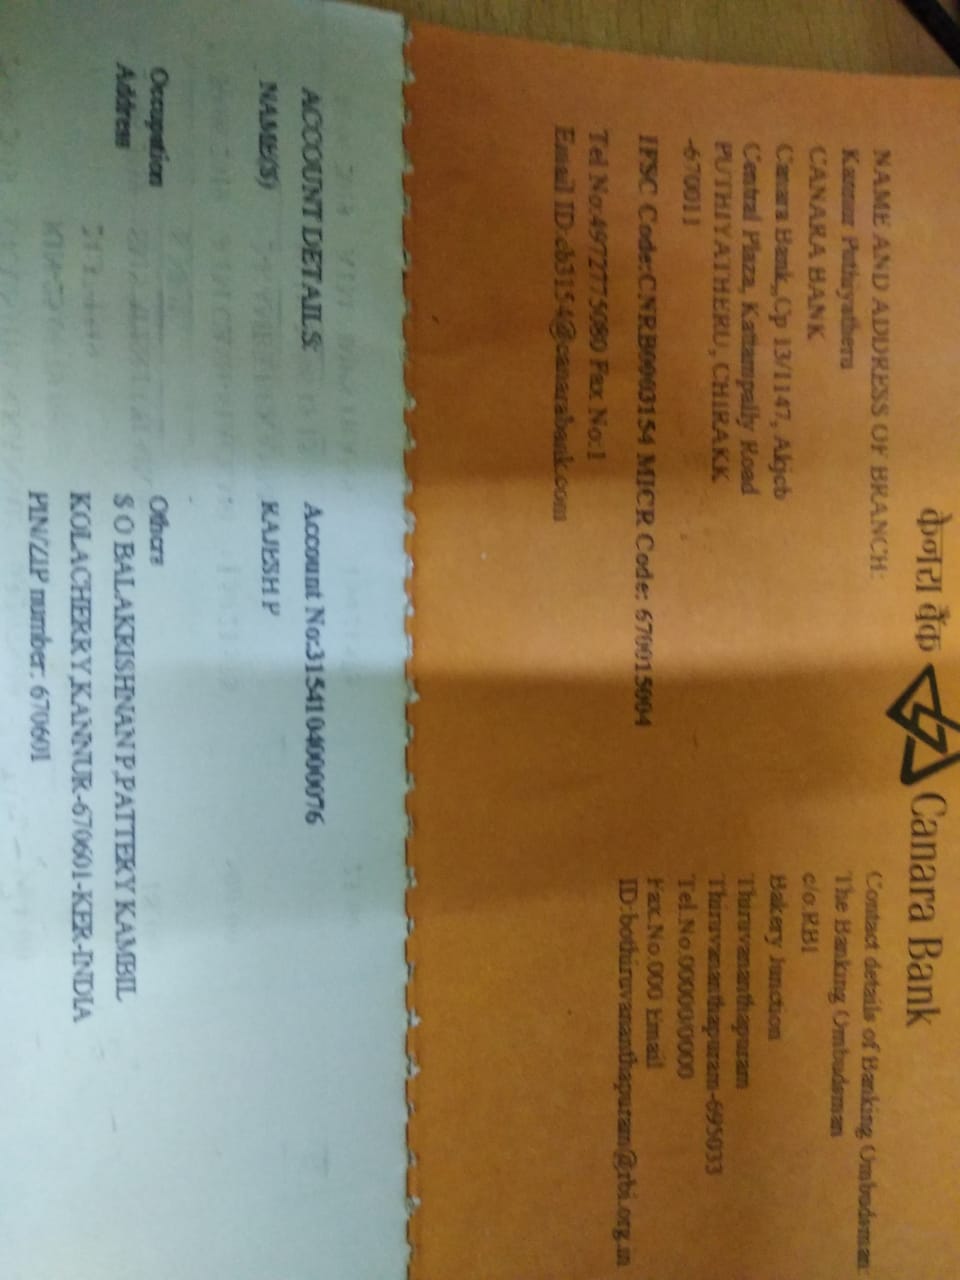 केनरा बैंक Canara Bank
NAME AND ADDRESS OF BRANCH:
Kannur Puthiyatheru
CANARA BANK
Canara Bank, Cp 13/1147, Alqieb
Central Plaza, Kattampally Road
PUTHIYATHERU, CHIRAKK
-670011
IFSC Code:CNRB0003154 MICR Code: 670015004
Tel No:4972775080 Fax No:1
Email ID:cb3154@canarabank.com
Contact details of Banking Ombudsman:
The Banking Ombudsman
c/o RBI
Bakery Junction
Thiruvananthapuram
Thiruvananthapuram-695033
Fax.No.000 Email
ID:bothiruvananthapuram@rbi.org.in
ACCOUNT DETAILS:
Account No:3154104000076
NAME(S) RAJESH P
Occupation Others
Address S O BALAKRISHNAN P,PATTERY KAMBIL
KOLACHERRY,KANNUR-670601-KER-INDIA
PIN/ZIP number: 670601